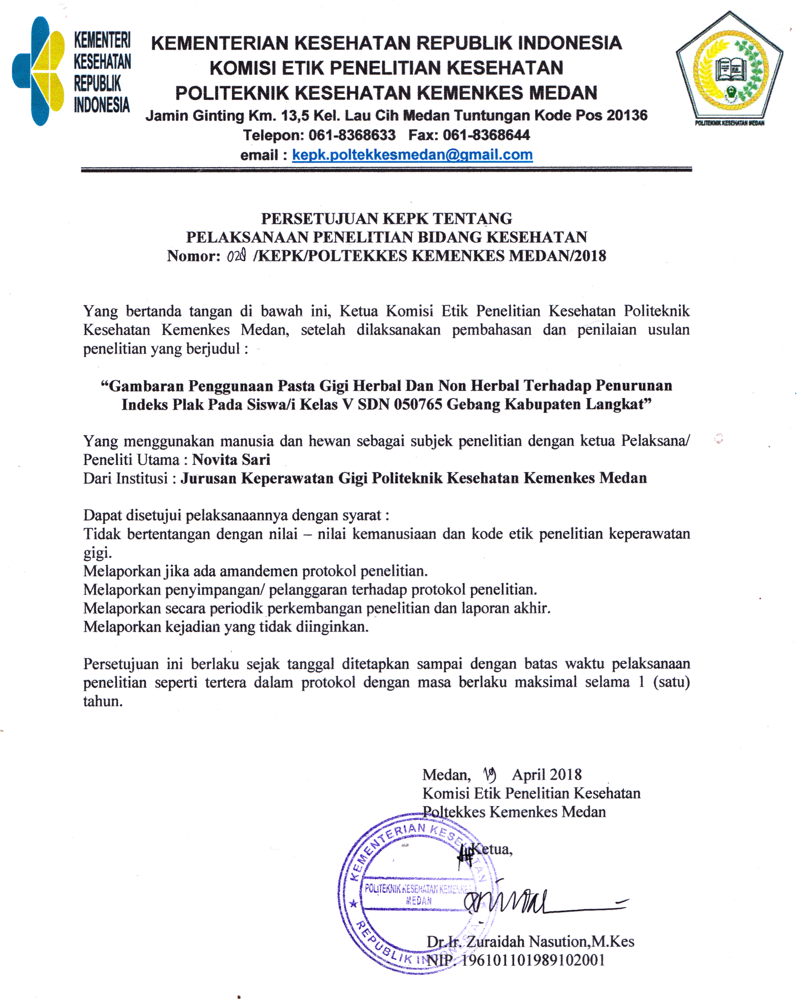 KEMENTERI
KESEHATAN
REPUBLIK
INDONESIA
KEMENTERIAN KESEHATAN REPUBLIK INDONESIA
KOMISI ETIK PENELITIAN KESEHATAN
POLITEKNIK KESEHATAN KEMENKES MEDAN
Jamin Ginting Km. 13,5 Kel. Lau Cih Medan Tuntungan Kode Pos 20136
Telepon: 061-8368633 Fax: 061-8368644
email : kepk.poltekkesmedan@gmail.com
POLITEKNIK KESEHATAN MEDAN
PERSETUJUAN KEPK TENTANG
PELAKSANAAN PENELITIAN BIDANG KESEHATAN
Nomor: 028 /KEPK/POLTEKKES KEMENKES MEDAN/2018
Yang bertanda tangan di bawah ini, Ketua Komisi Etik Penelitian Kesehatan Politeknik
Kesehatan Kemenkes Medan, setelah dilaksanakan pembahasan dan penilaian usulan
penelitian yang berjudul :
“Gambaran Penggunaan Pasta Gigi Herbal Dan Non Herbal Terhadap Penurunan
Indeks Plak Pada Siswa/i Kelas V SDN 050765 Gebang Kabupaten Langkat”
Yang menggunakan manusia dan hewan sebagai subjek penelitian dengan ketua Pelaksana/
Peneliti Utama : Novita Sari
Dari Institusi : Jurusan Keperawatan Gigi Politeknik Kesehatan Kemenkes Medan
Dapat disetujui pelaksanaannya dengan syarat :
Tidak bertentangan dengan nilai – nilai kemanusiaan dan kode etik penelitian keperawatan
gigi.
Melaporkan jika ada amandemen protokol penelitian.
Melaporkan penyimpangan/ pelanggaran terhadap protokol penelitian.
Melaporkan secara periodik perkembangan penelitian dan laporan akhir.
Melaporkan kejadian yang tidak diinginkan.
Persetujuan ini berlaku sejak tanggal ditetapkan sampai dengan batas waktu pelaksanaan
penelitian seperti tertera dalam protokol dengan masa berlaku maksimal selama 1 (satu)
tahun.
Medan, 19 April 2018
Komisi Etik Penelitian Kesehatan
Poltekkes Kemenkes Medan
Ketua,
KEMENTERIAN KESEHATAN
POLITEKNIK KESEHATAN KEMENKES
MEDAN
REPUBLIK INDONESIA
Dr.Ir. Zuraidah Nasution,M.Kes
NIP. 196101101989102001